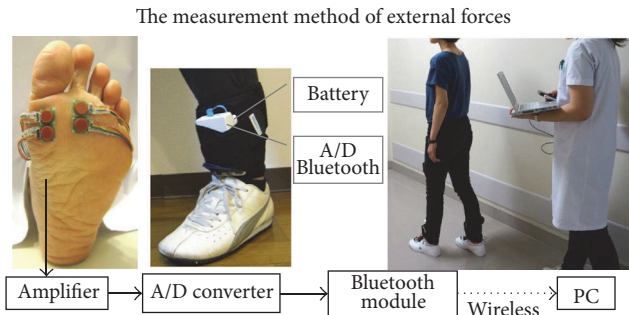 The measurement method of external forces
Battery
A/D
Bluetooth
Amplifier
A/D converter
Bluetooth
module
Wireless
PC